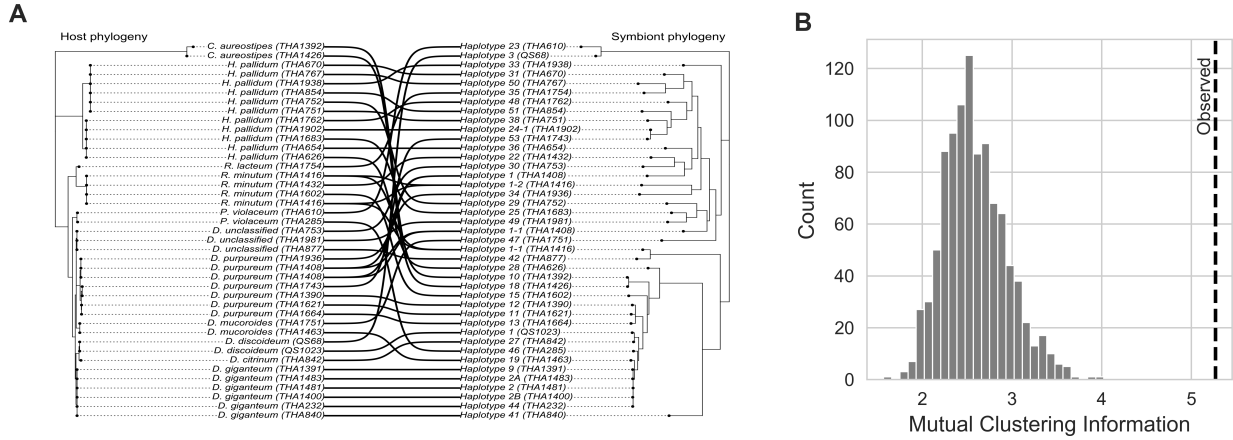 A
Host phylogeny
Symbiont phylogeny
C. aureostipes (THA1392)
C. aureostipes (THA1426)
H. pallidum (THA670)
H. pallidum (THA767)
H. pallidum (THA1938)
H. pallidum (THA854)
H. pallidum (THA752)
H. pallidum (THA751)
H. pallidum (THA1762)
H. pallidum (THA1902)
H. pallidum (THA1683)
H. pallidum (THA654)
H. pallidum (THA626)
R. lacteum (THA1754)
R. minutum (THA1416)
R. minutum (THA1432)
R. minutum (THA1602)
R. minutum (THA1416)
P. violaceum (THA610)
P. violaceum (THA285)
D. unclassified (THA753)
D. unclassified (THA1981)
D. unclassified (THA877)
D. purpureum (THA1936)
D. purpureum (THA1408)
D. purpureum (THA1408)
D. purpureum (THA1743)
D. purpureum (THA1390)
D. purpureum (THA1621)
D. purpureum (THA1664)
D. mucoroides (THA1751)
D. mucoroides (THA1463)
D. discoideum (QS68)
D. discoideum (QS1023)
D. citrinum (THA842)
D. giganteum (THA1391)
D. giganteum (THA1483)
D. giganteum (THA1481)
D. giganteum (THA1400)
D. giganteum (THA232)
D. giganteum (THA840)
Haplotype 23 (THA610)
Haplotype 3 (QS68)
Haplotype 33 (THA1938)
Haplotype 31 (THA670)
Haplotype 50 (THA767)
Haplotype 35 (THA1754)
Haplotype 48 (THA1762)
Haplotype 51 (THA854)
Haplotype 38 (THA751)
Haplotype 24-1 (THA1902)
Haplotype 53 (THA1743)
Haplotype 36 (THA654)
Haplotype 22 (THA1432)
Haplotype 30 (THA753)
Haplotype 1 (THA1408)
Haplotype 1-2 (THA1416)
Haplotype 34 (THA1936)
Haplotype 29 (THA752)
Haplotype 25 (THA1683)
Haplotype 49 (THA1981)
Haplotype 1-1 (THA1408)
Haplotype 47 (THA1751)
Haplotype 1-1 (THA1416)
Haplotype 42 (THA877)
Haplotype 28 (THA626)
Haplotype 10 (THA1392)
Haplotype 18 (THA1426)
Haplotype 15 (THA1602)
Haplotype 12 (THA1390)
Haplotype 11 (THA1621)
Haplotype 13 (THA1664)
Haplotype 1 (QS1023)
Haplotype 27 (THA842)
Haplotype 46 (THA285)
Haplotype 19 (THA1463)
Haplotype 9 (THA1391)
Haplotype 2A (THA1483)
Haplotype 2 (THA1481)
Haplotype 2B (THA1400)
Haplotype 44 (THA232)
Haplotype 41 (THA840)
B
Count
120
100
80
60
40
20
0
Observed
2 3 4 5
Mutual Clustering Information